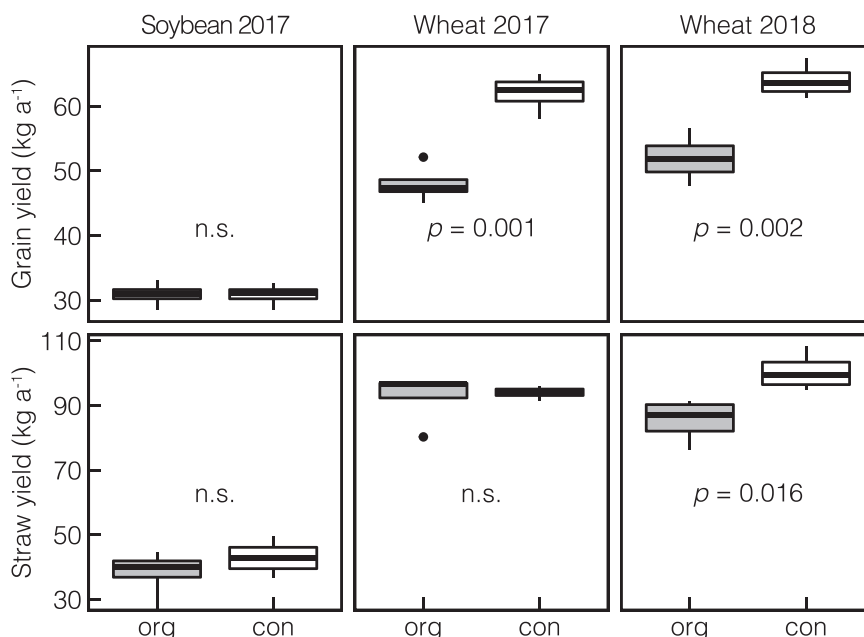 Soybean 2017 Wheat 2017 Wheat 2018
Grain yield (kg a⁻¹)
60
50
40
30
n.s. p = 0.001 p = 0.002
Straw yield (kg a⁻¹)
110
90
70
50
30
n.s. n.s. p = 0.016
org con org con org con